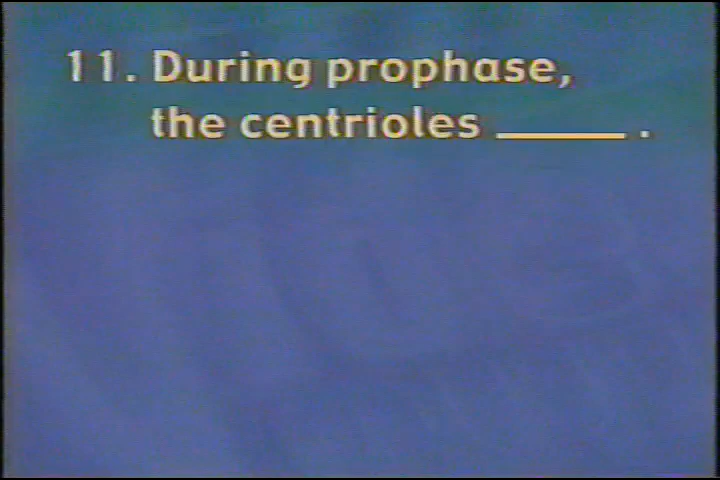 11. During prophase,
the centrioles _____ .